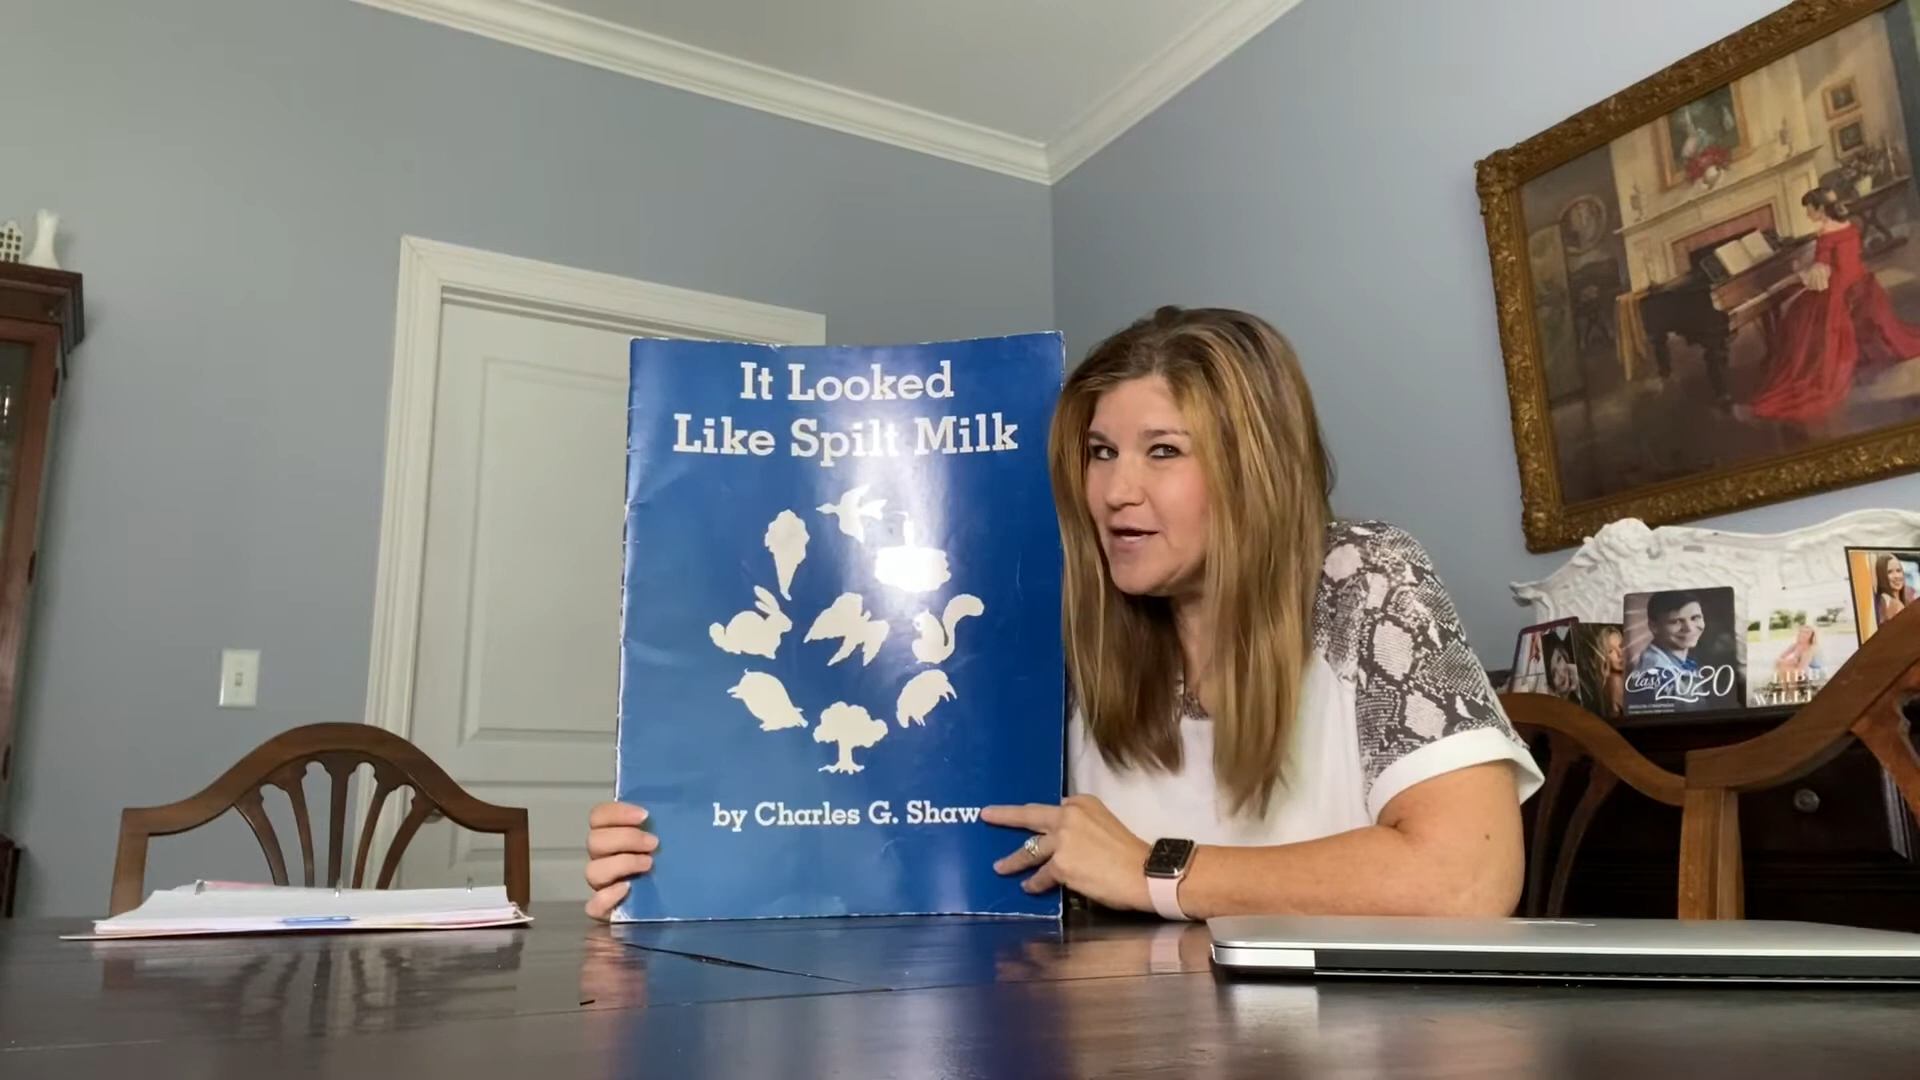 It Looked
Like Spilt Milk
by Charles G. Shaw
Class of 2020